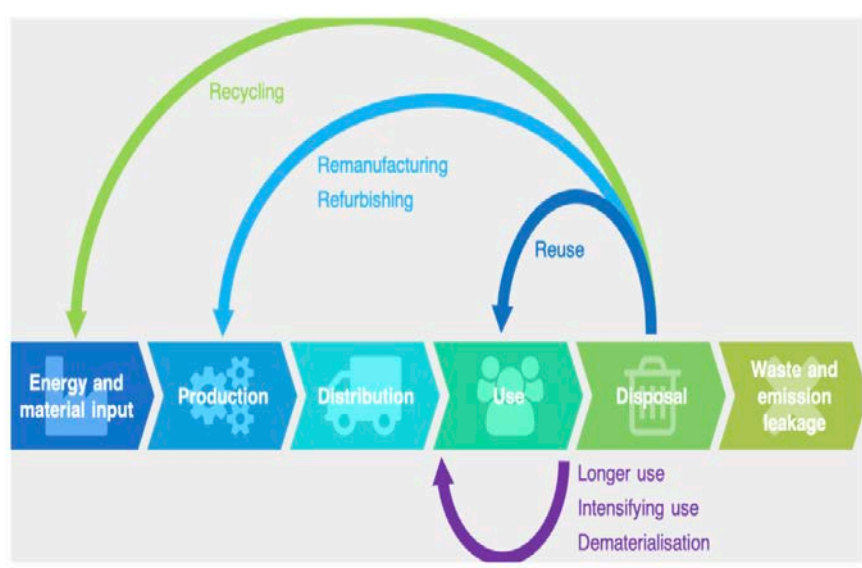 Recycling
Remanufacturing
Refurbishing
Reuse
Energy and
material input
Production
Distribution
Use
Disposal
Waste and
emission
leakage
Longer use
Intensifying use
Dematerialisation